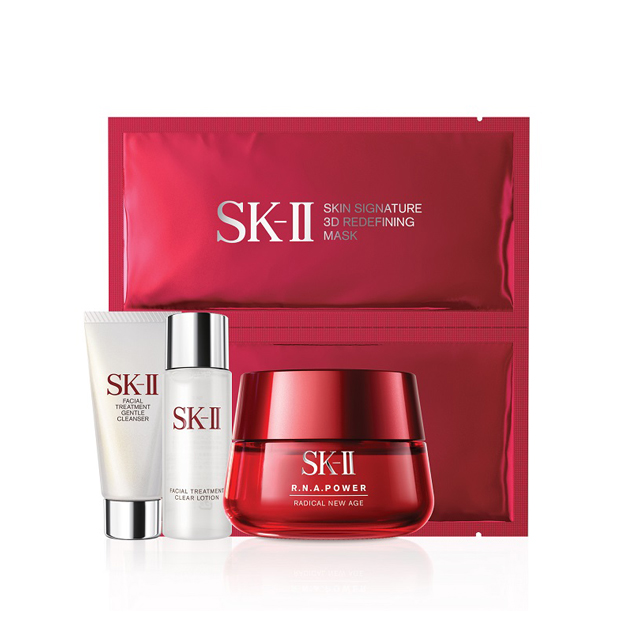 SK-II
SKIN SIGNATURE
3D REDEFINING
MASK
SK-II
FACIAL
TREATMENT
GENTLE
CLEANSER
SK-II
FACIAL TREATMENT
CLEAR LOTION
SK-II
R.N.A.POWER
RADICAL NEW AGE